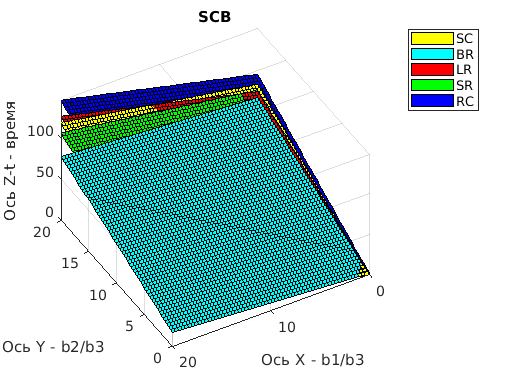 SCB
SC
BR
LR
SR
RC
Ось Z-t - время
100
50
0
20
15
10
5
0
Ось Y - b2/b3
20
10
0
Ось X - b1/b3